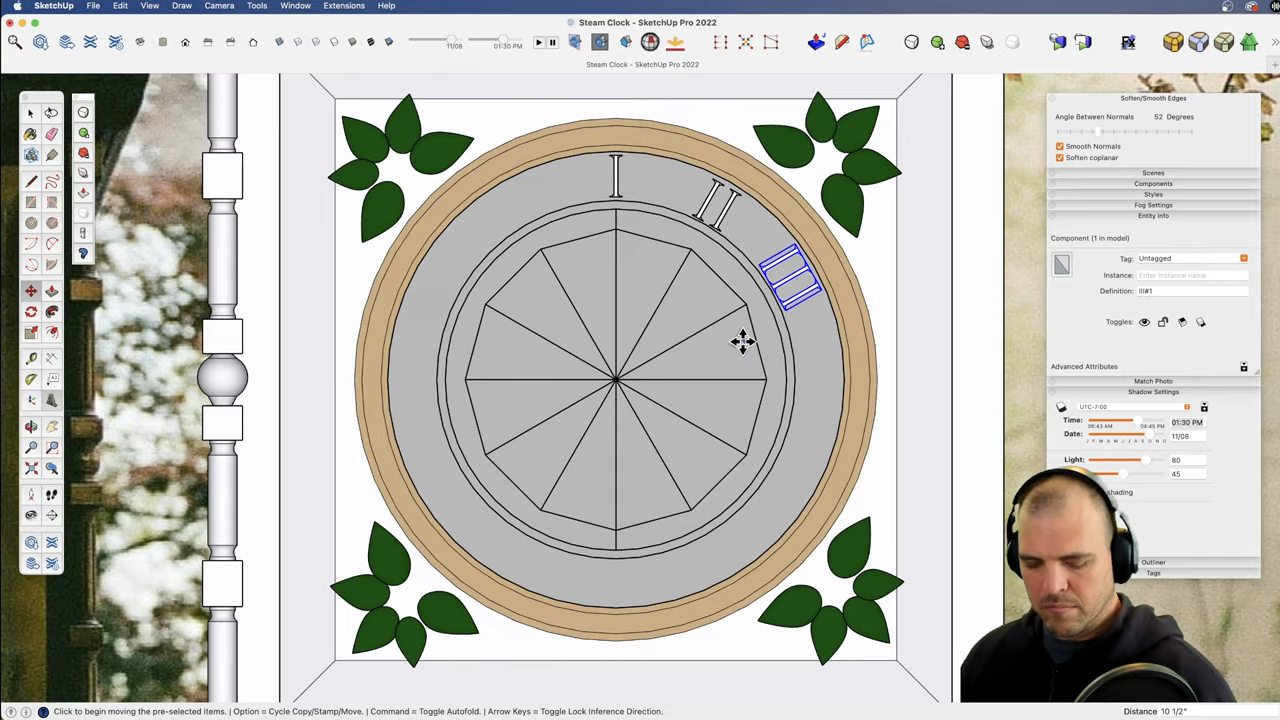 SketchUp File Edit View Camera Tools Window Extensions Help
Steam Clock - SketchUp Pro 2022
11/08 01:30 PM
Steam Clock - SketchUp Pro 2022
Soften/Smooth Edges
Angle Between Normals 52 Degrees
Smooth Normals
Soften coplanar
Scenes
Components
Styles
Fog Settings
Entity Info
Component (1 in model)
Tag: Untagged
Instance: Enter instance name
Definition: III#1
Toggles:
Advanced Attributes
Match Photo
Shadow Settings
UTC-7:00
Time: 01:30 PM
06:43 AM 04:45 PM
Date: 11/08
J F M A M J J A S O N D
Light: 80
45
shading
Outliner
Tags
I
II
III
Click to begin moving the pre-selected items. | Option = Cycle Copy/Stamp/Move. | Command = Toggle Autofold. | Arrow Keys = Toggle Lock Inference Direction.
Distance 10 1/2"